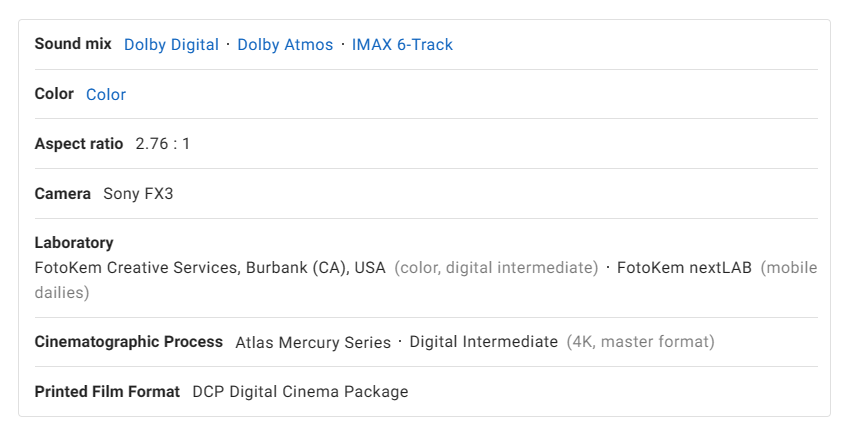 Sound mix Dolby Digital · Dolby Atmos · IMAX 6-Track
Color Color
Aspect ratio 2.76 : 1
Camera Sony FX3
Laboratory
FotoKem Creative Services, Burbank (CA), USA (color, digital intermediate) · FotoKem nextLAB (mobile
dailies)
Cinematographic Process Atlas Mercury Series · Digital Intermediate (4K, master format)
Printed Film Format DCP Digital Cinema Package